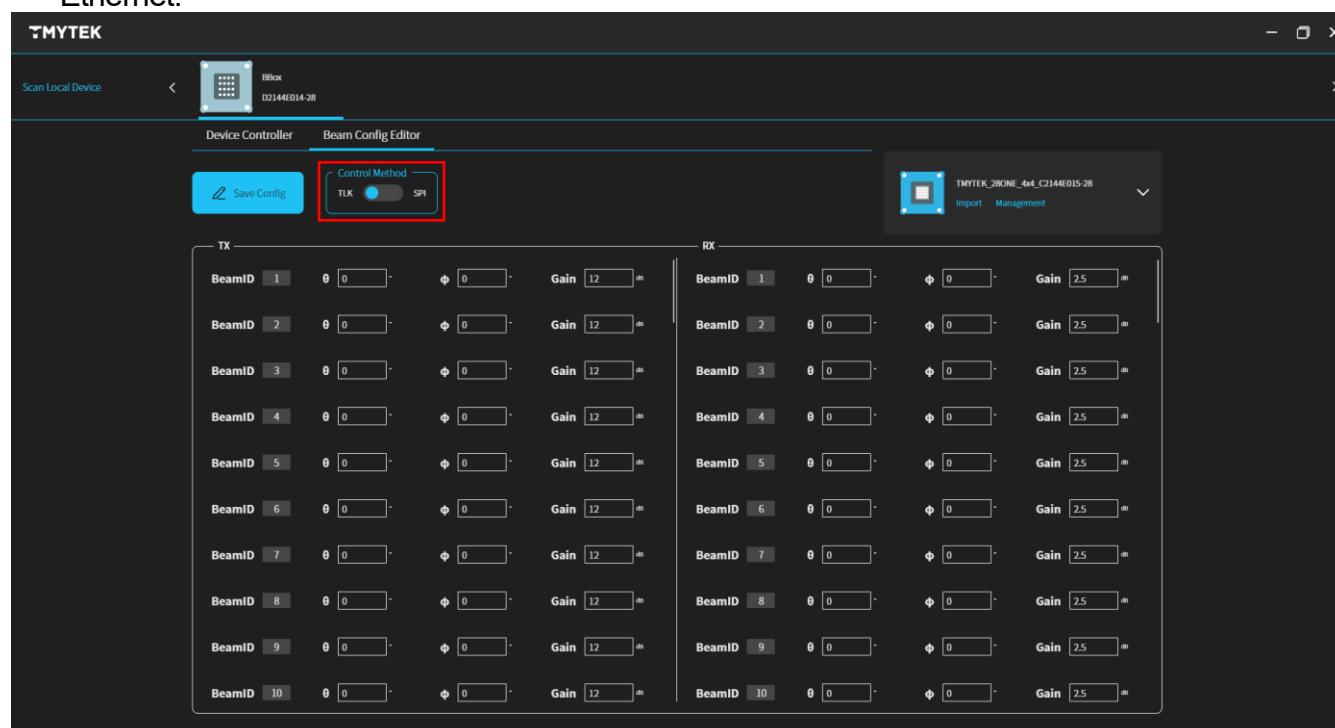 Ethernet.
TMYTEK
Scan Local Device
BBox
D2144E014-28
Device Controller Beam Config Editor
Save Config
Control Method
TLK SPI
TMYTEK_28ONE_4x4_C2144E015-28
Import Management
TX RX
BeamID 1 θ 0 ° ϕ 0 ° Gain 12 dB BeamID 1 θ 0 ° ϕ 0 ° Gain 2.5 dB
BeamID 2 θ 0 ° ϕ 0 ° Gain 12 dB BeamID 2 θ 0 ° ϕ 0 ° Gain 2.5 dB
BeamID 3 θ 0 ° ϕ 0 ° Gain 12 dB BeamID 3 θ 0 ° ϕ 0 ° Gain 2.5 dB
BeamID 4 θ 0 ° ϕ 0 ° Gain 12 dB BeamID 4 θ 0 ° ϕ 0 ° Gain 2.5 dB
BeamID 5 θ 0 ° ϕ 0 ° Gain 12 dB BeamID 5 θ 0 ° ϕ 0 ° Gain 2.5 dB
BeamID 6 θ 0 ° ϕ 0 ° Gain 12 dB BeamID 6 θ 0 ° ϕ 0 ° Gain 2.5 dB
BeamID 7 θ 0 ° ϕ 0 ° Gain 12 dB BeamID 7 θ 0 ° ϕ 0 ° Gain 2.5 dB
BeamID 8 θ 0 ° ϕ 0 ° Gain 12 dB BeamID 8 θ 0 ° ϕ 0 ° Gain 2.5 dB
BeamID 9 θ 0 ° ϕ 0 ° Gain 12 dB BeamID 9 θ 0 ° ϕ 0 ° Gain 2.5 dB
BeamID 10 θ 0 ° ϕ 0 ° Gain 12 dB BeamID 10 θ 0 ° ϕ 0 ° Gain 2.5 dB